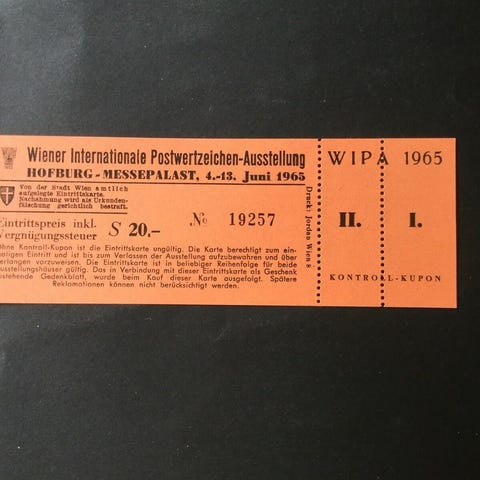 Wiener Internationale Postwertzeichen-Ausstellung
HOFBURG - MESSEPALAST, 4.-13. Juni 1965
Von der Stadt Wien amtlich
aufgelegte Eintrittskarte.
Nachahmung wird als Urkunden-
fälschung gerichtlich bestraft.
Eintrittspreis inkl.
Vergnügungssteuer
S 20.–
№ 19257
Ohne Kontroll-Kupon ist die Eintrittskarte ungültig. Die Karte berechtigt zum ein-
maligen Eintritt und ist bis zum Verlassen der Ausstellung aufzubewahren und über
Verlangen vorzuweisen. Die Eintrittskarte ist in beliebiger Reihenfolge für beide
Ausstellungshäuser gültig. Das in Verbindung mit dieser Eintrittskarte als Geschenk
stehende Gedenkblatt, wurde beim Kauf dieser Karte ausgefolgt. Spätere
Reklamationen können nicht berücksichtigt werden.
Druck: Jordan Wien
WIPA 1965
II.
I.
KONTROLL-KUPON